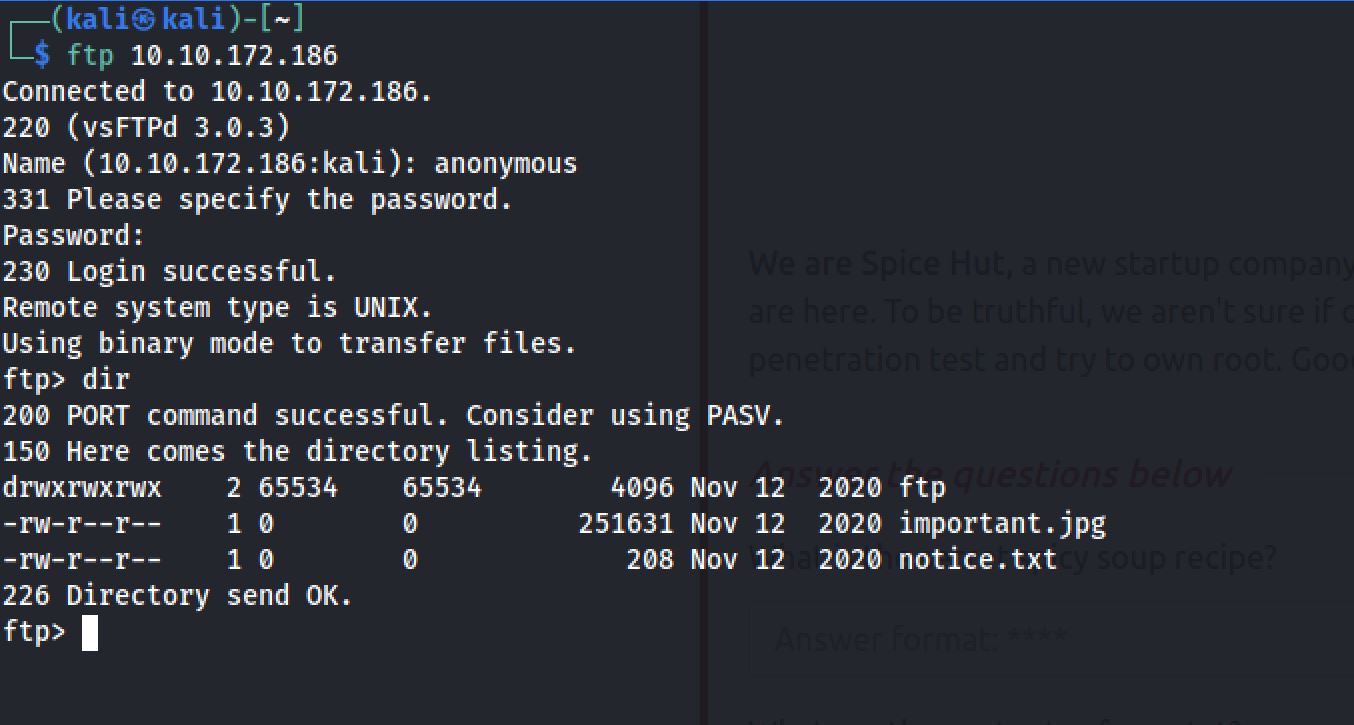 (kali㉿kali)-[~]
$ ftp 10.10.172.186
Connected to 10.10.172.186.
220 (vsFTPd 3.0.3)
Name (10.10.172.186:kali): anonymous
331 Please specify the password.
Password:
230 Login successful.
Remote system type is UNIX.
Using binary mode to transfer files.
ftp> dir
200 PORT command successful. Consider using PASV.
150 Here comes the directory listing.
drwxrwxrwx    2 65534    65534        4096 Nov 12  2020 ftp
-rw-r--r--    1 0        0          251631 Nov 12  2020 important.jpg
-rw-r--r--    1 0        0             208 Nov 12  2020 notice.txt
226 Directory send OK.
ftp>
We are Spice Hut, a new startup company
are here. To be truthful, we aren't sure if
penetration test and try to own root.
Answer the questions below
soup recipe?
Answer format: ****